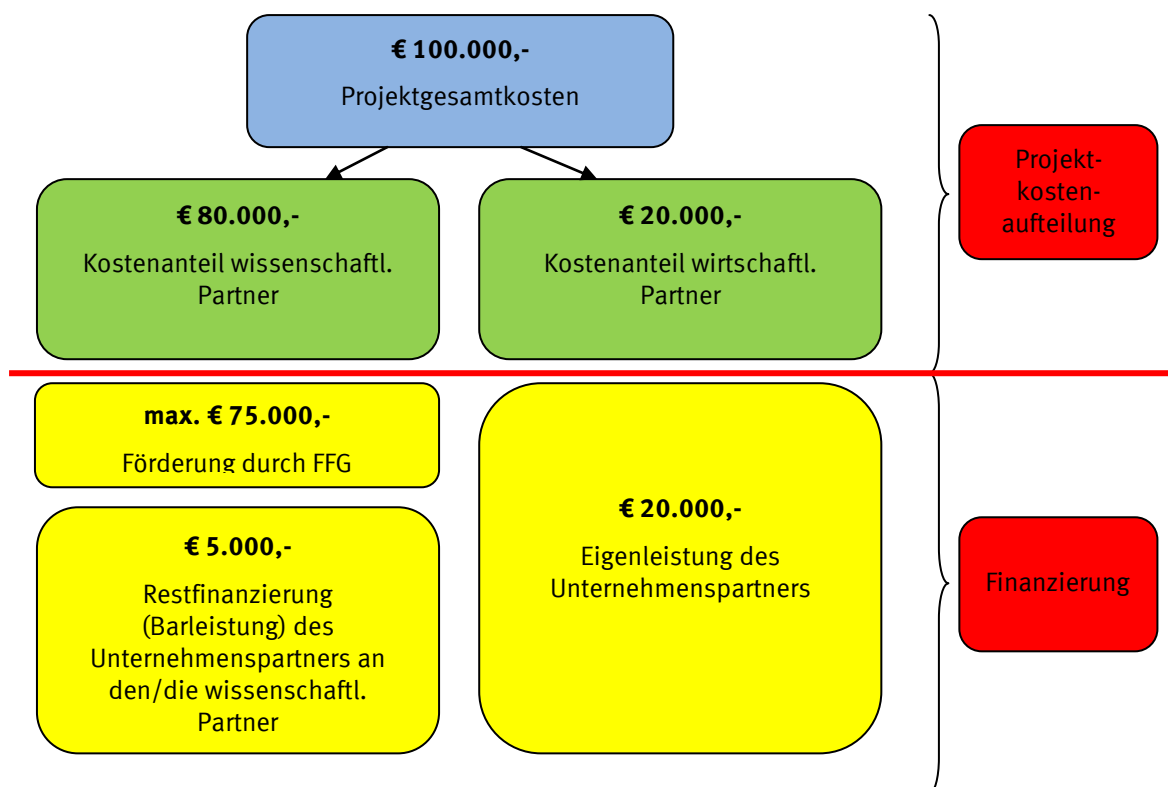 € 100.000,-
Projektgesamtkosten
€ 80.000,-
Kostenanteil wissenschaftl.
Partner
€ 20.000,-
Kostenanteil wirtschaftl.
Partner
Projekt-
kosten-
aufteilung
max. € 75.000,-
Förderung durch FFG
€ 5.000,-
Restfinanzierung
(Barleistung) des
Unternehmenspartners an
den/die wissenschaftl.
Partner
€ 20.000,-
Eigenleistung des
Unternehmenspartners
Finanzierung